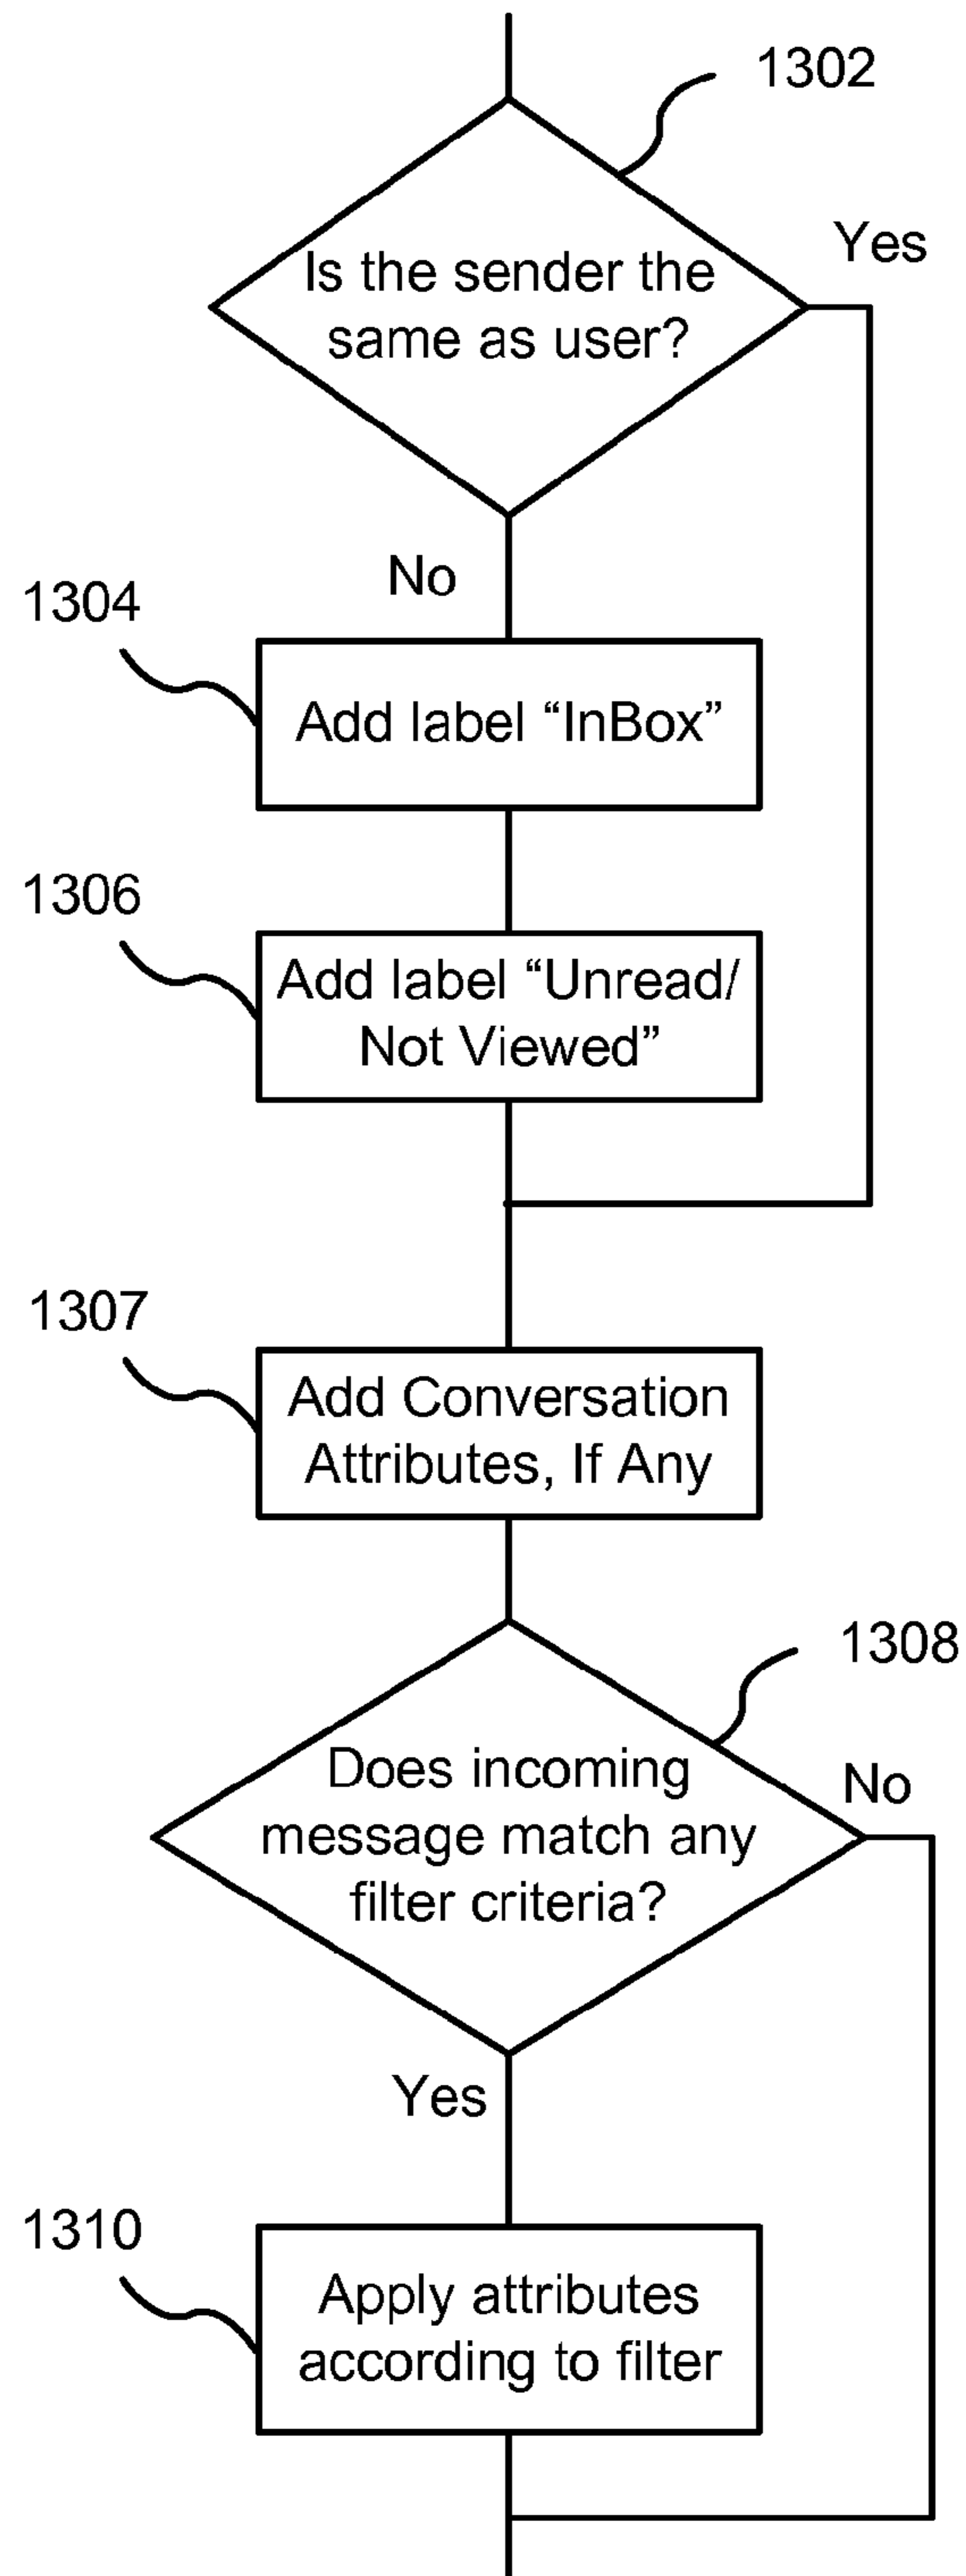 1302
Yes
Is the sender the
same as user?
No
1304
Add label “InBox”
1306
Add label “Unread/
Not Viewed”
1307
Add Conversation
Attributes, If Any
1308
No
Does incoming
message match any
filter criteria?
Yes
1310
Apply attributes
according to filter